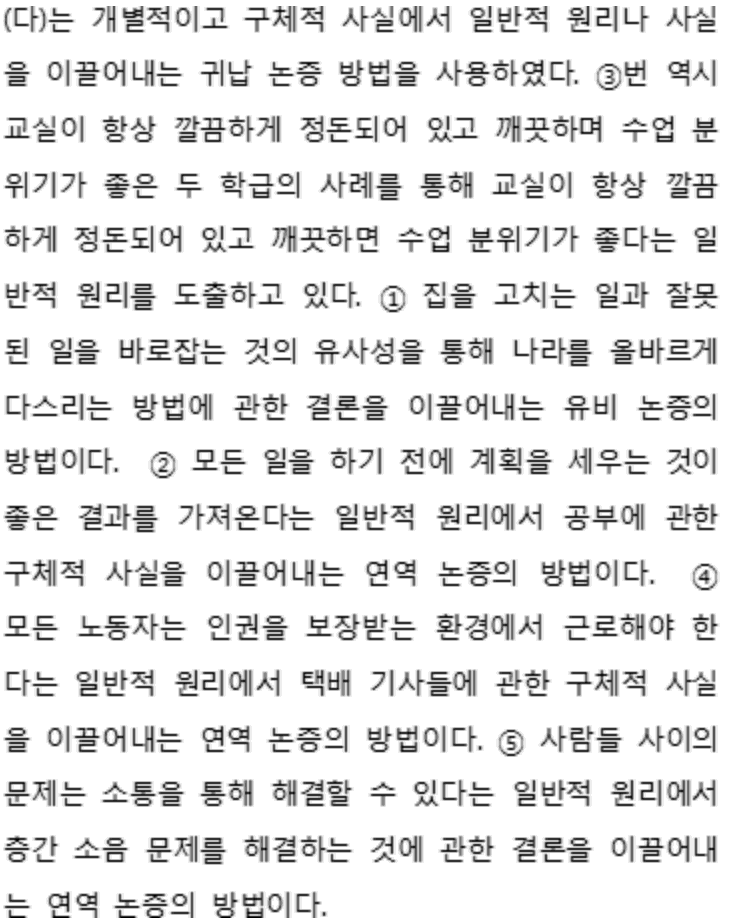 (다)는 개별적이고 구체적 사실에서 일반적 원리나 사실
을 이끌어내는 귀납 논증 방법을 사용하였다. ③번 역시
교실이 항상 깔끔하게 정돈되어 있고 깨끗하며 수업 분
위기가 좋은 두 학급의 사례를 통해 교실이 항상 깔끔
하게 정돈되어 있고 깨끗하면 수업 분위기가 좋다는 일
반적 원리를 도출하고 있다. ① 집을 고치는 일과 잘못
된 일을 바로잡는 것의 유사성을 통해 나라를 올바르게
다스리는 방법에 관한 결론을 이끌어내는 유비 논증의
방법이다. ② 모든 일을 하기 전에 계획을 세우는 것이
좋은 결과를 가져온다는 일반적 원리에서 공부에 관한
구체적 사실을 이끌어내는 연역 논증의 방법이다. ④
모든 노동자는 인권을 보장받는 환경에서 근로해야 한
다는 일반적 원리에서 택배 기사들에 관한 구체적 사실
을 이끌어내는 연역 논증의 방법이다. ⑤ 사람들 사이의
문제는 소통을 통해 해결할 수 있다는 일반적 원리에서
층간 소음 문제를 해결하는 것에 관한 결론을 이끌어내
는 연역 논증의 방법이다.